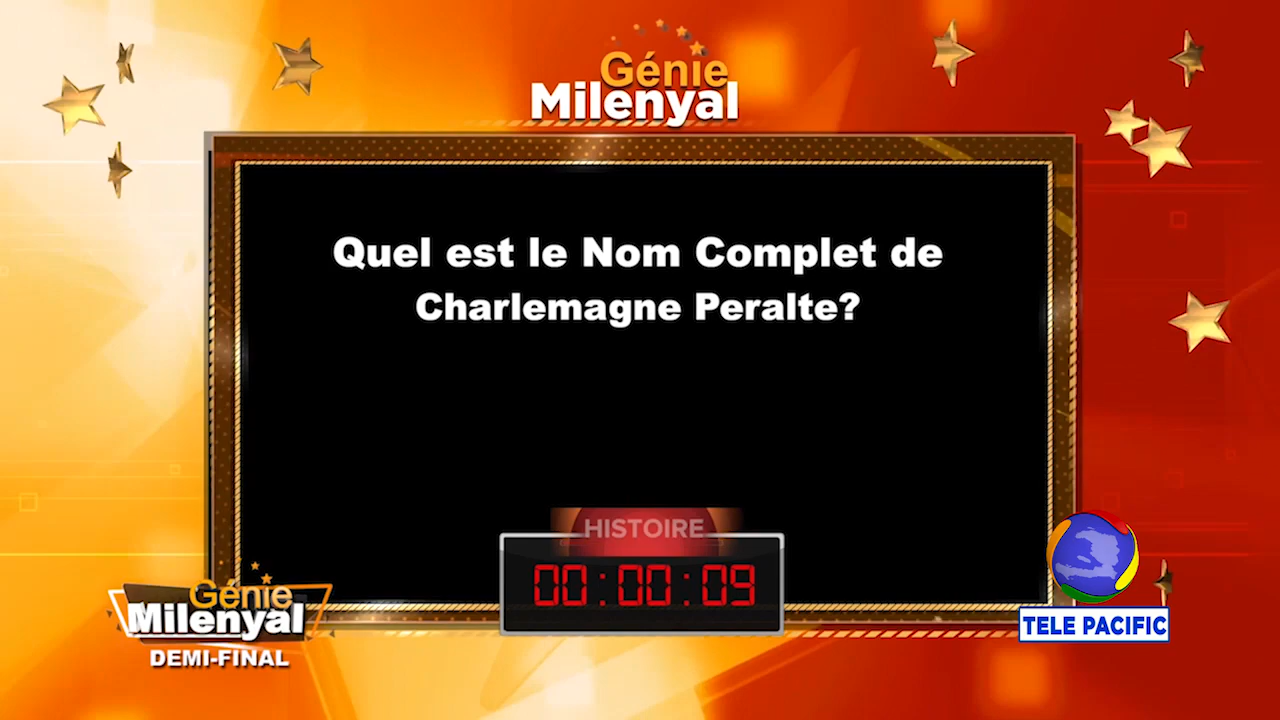 Génie
Milenyal
Quel est le Nom Complet de
Charlemagne Peralte?
HISTOIRE
00:00:09
Génie
Milenyal
DEMI-FINAL
TELE PACIFIC